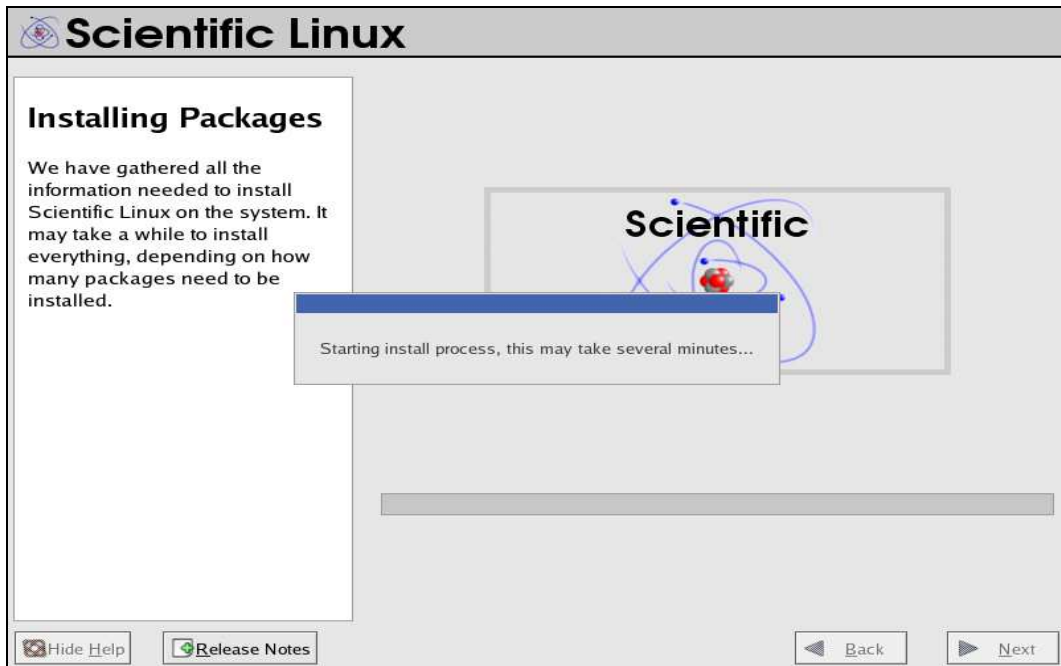 Scientific Linux
Installing Packages
We have gathered all the
information needed to install
Scientific Linux on the system. It
may take a while to install
everything, depending on how
many packages need to be
installed.
Scientific
Starting install process, this may take several minutes...
Hide Help
Release Notes
Back
Next